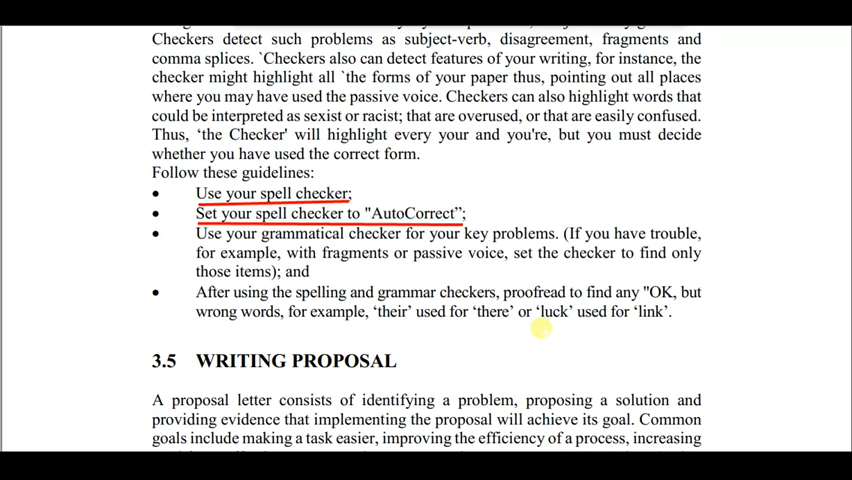 Checkers detect such problems as subject-verb, disagreement, fragments and
comma splices. `Checkers also can detect features of your writing, for instance, the
checker might highlight all `the forms of your paper thus, pointing out all places
where you may have used the passive voice. Checkers can also highlight words that
could be interpreted as sexist or racist; that are overused, or that are easily confused.
Thus, ‘the Checker' will highlight every your and you're, but you must decide
whether you have used the correct form.
Follow these guidelines:
• Use your spell checker;
• Set your spell checker to "AutoCorrect”;
• Use your grammatical checker for your key problems. (If you have trouble,
for example, with fragments or passive voice, set the checker to find only
those items); and
• After using the spelling and grammar checkers, proofread to find any "OK, but
wrong words, for example, ‘their’ used for ‘there’ or ‘luck’ used for ‘link’.
3.5 WRITING PROPOSAL
A proposal letter consists of identifying a problem, proposing a solution and
providing evidence that implementing the proposal will achieve its goal. Common
goals include making a task easier, improving the efficiency of a process, increasing